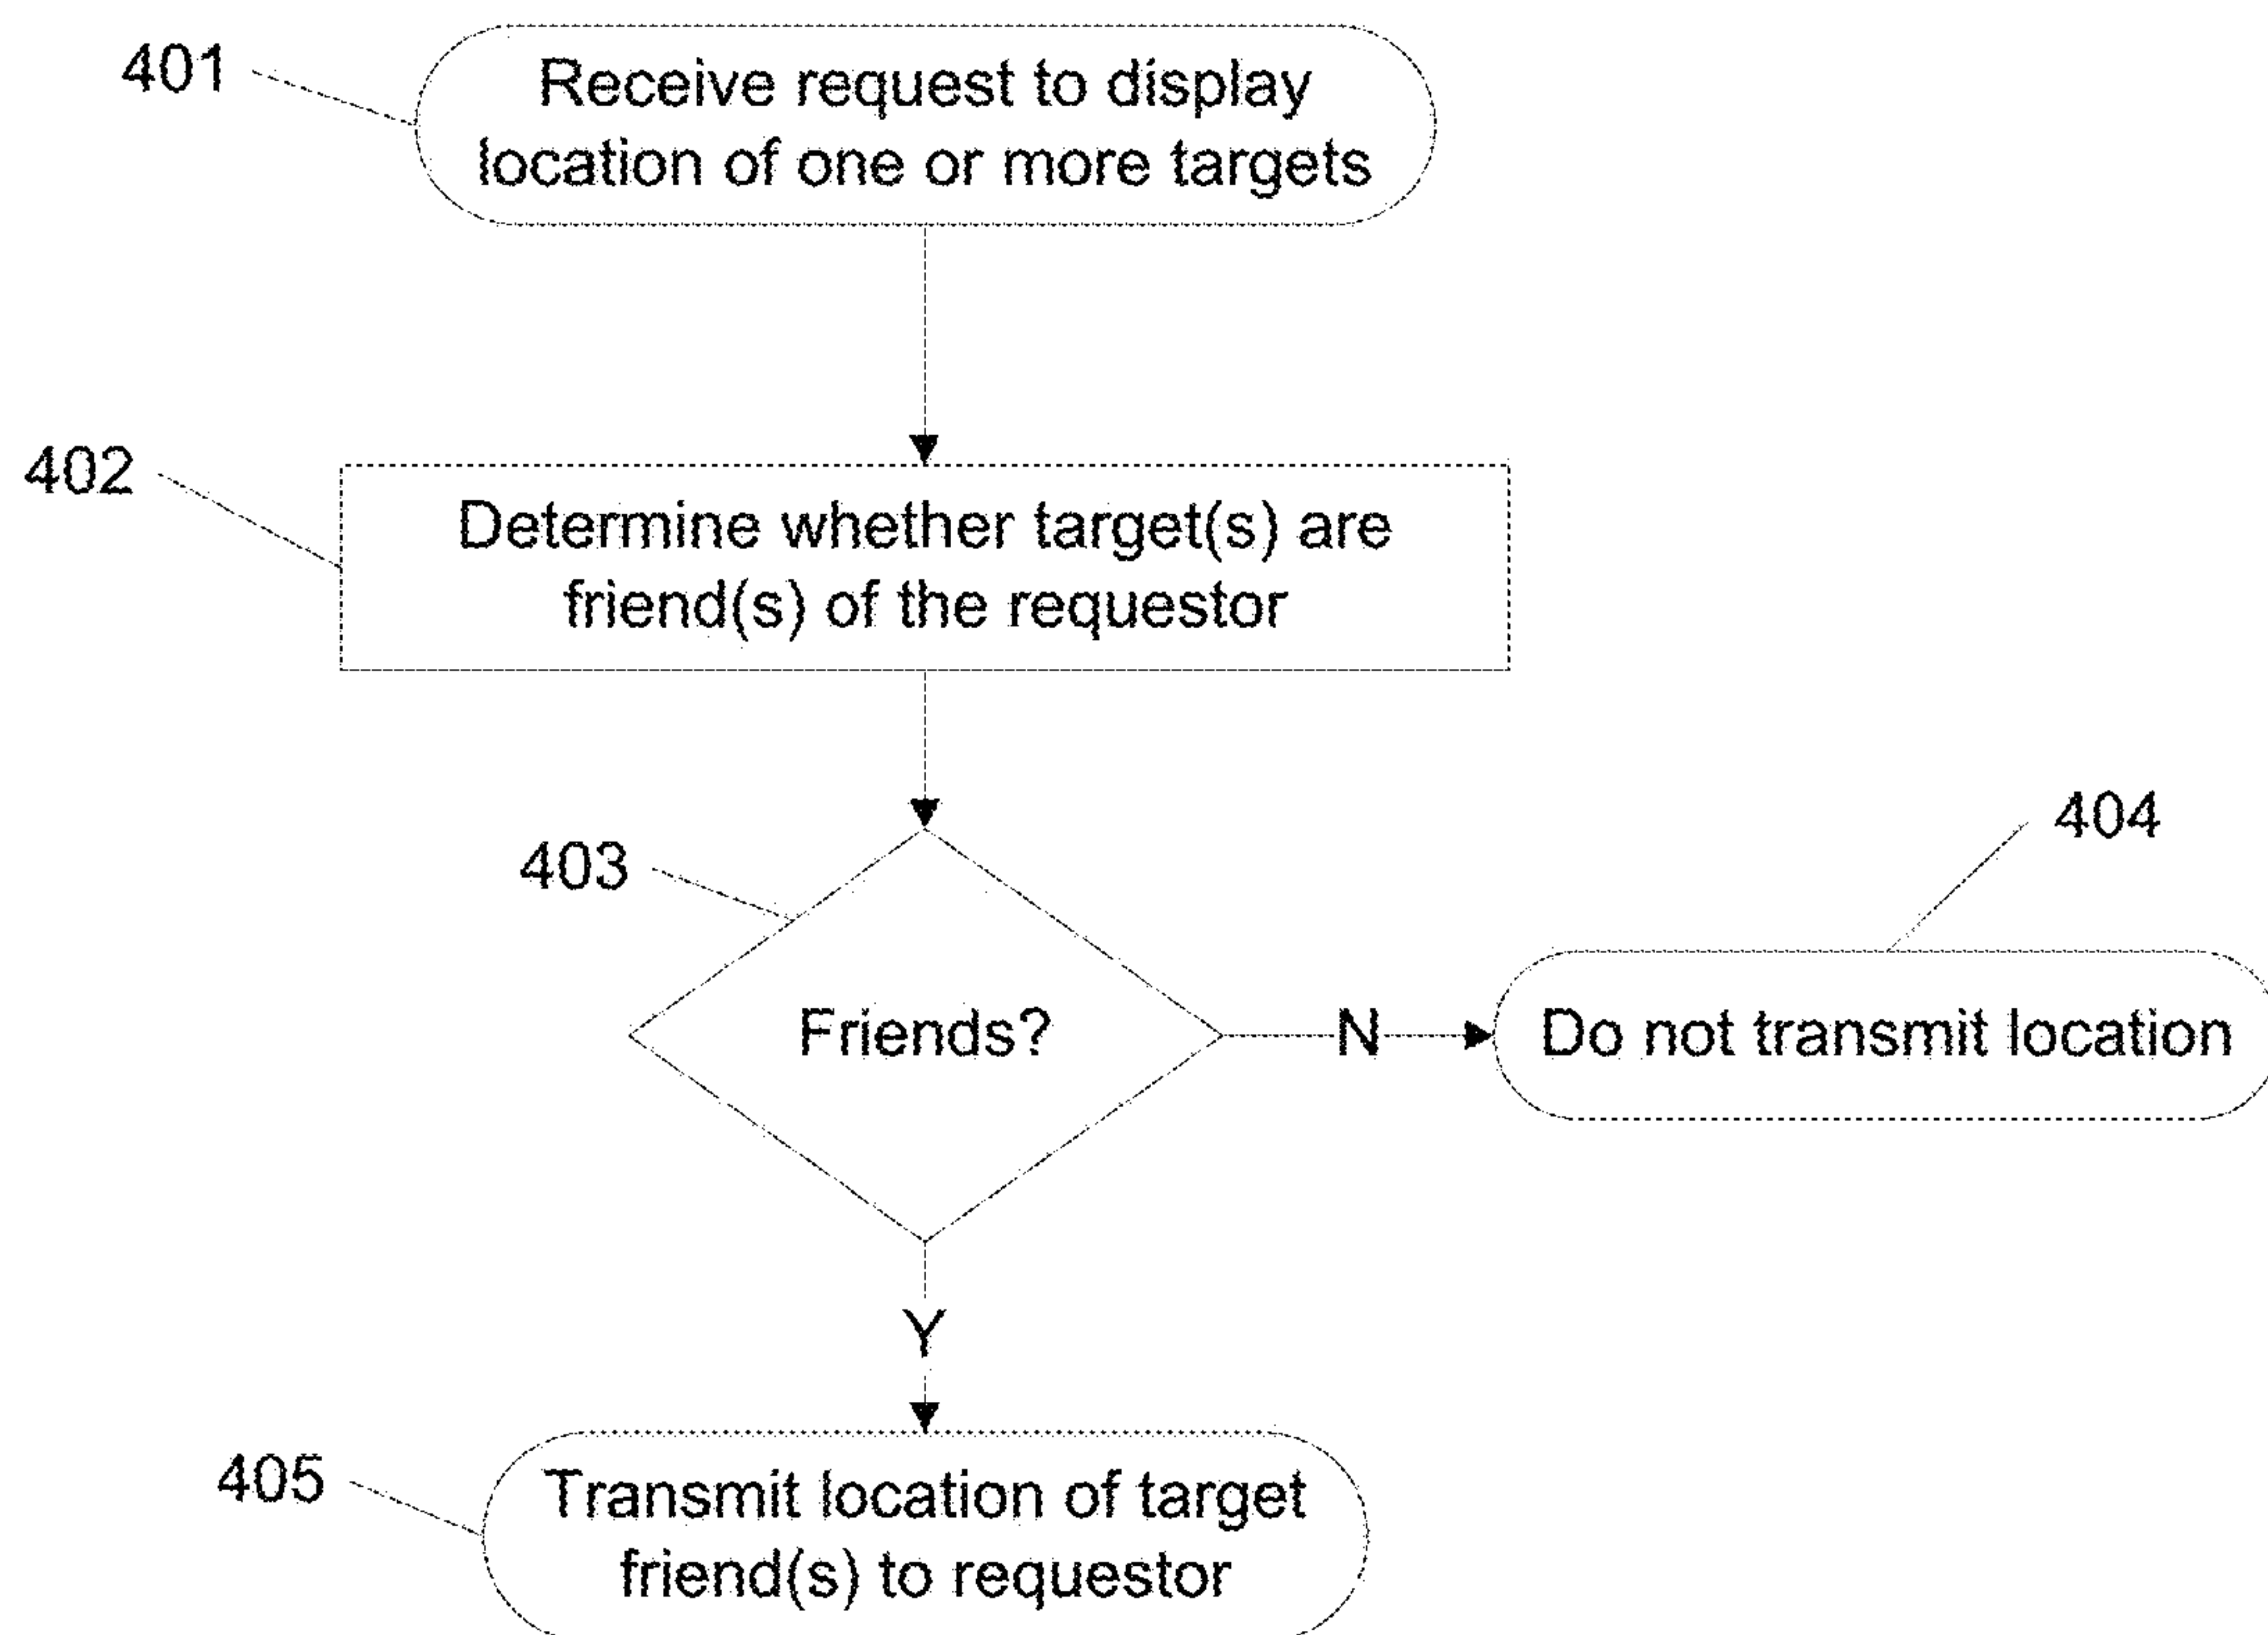 401
Receive request to display
location of one or more targets
402
Determine whether target(s) are
friend(s) of the requestor
403
404
Friends?
N
Do not transmit location
Y
405
Transmit location of target
friend(s) to requestor